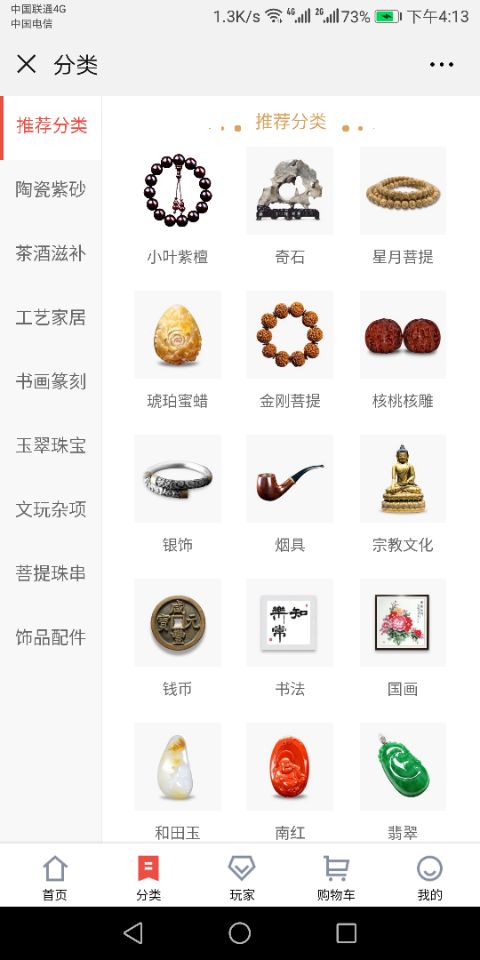 中国联通4G
中国电信
1.3K/s 4G 2G 73% 下午4:13
分类
推荐分类
陶瓷紫砂
茶酒滋补
工艺家居
书画篆刻
玉翠珠宝
文玩杂项
菩提珠串
饰品配件
推荐分类
小叶紫檀 奇石 星月菩提
琥珀蜜蜡 金刚菩提 核桃核雕
银饰 烟具 宗教文化
钱币 书法 国画
和田玉 南红 翡翠
首页 分类 玩家 购物车 我的